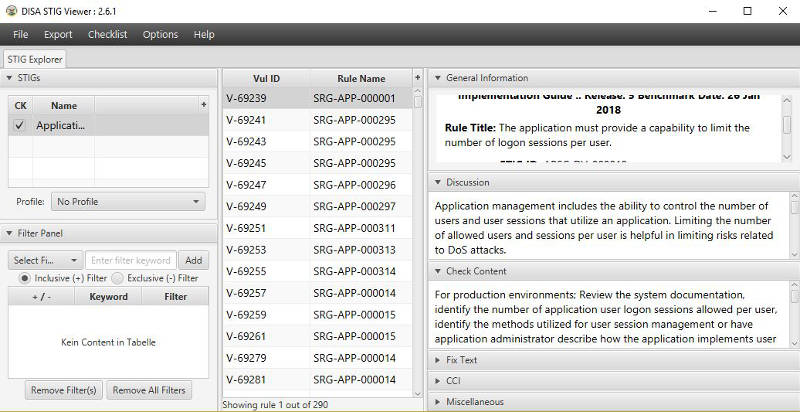 DISA STIG Viewer : 2.6.1
File Export Checklist Options Help
STIG Explorer
STIGs
CK Name +
Applicati...
Profile: No Profile
Filter Panel
Select Fi... Enter filter keyword Add
Inclusive (+) Filter Exclusive (-) Filter
+ / - Keyword Filter
Kein Content in Tabelle
Remove Filter(s) Remove All Filters
Vul ID Rule Name +
V-69239 SRG-APP-000001
V-69241 SRG-APP-000295
V-69243 SRG-APP-000295
V-69245 SRG-APP-000295
V-69247 SRG-APP-000296
V-69249 SRG-APP-000297
V-69251 SRG-APP-000311
V-69253 SRG-APP-000313
V-69255 SRG-APP-000314
V-69257 SRG-APP-000014
V-69259 SRG-APP-000015
V-69261 SRG-APP-000015
V-69279 SRG-APP-000014
V-69281 SRG-APP-000014
Showing rule 1 out of 290
General Information
Implementation Guide :: Release: 5 Benchmark Date: 26 Jan
2018
Rule Title: The application must provide a capability to limit the
number of logon sessions per user.
Discussion
Application management includes the ability to control the number of
users and user sessions that utilize an application. Limiting the number
of allowed users and sessions per user is helpful in limiting risks related
to DoS attacks.
Check Content
For production environments; Review the system documentation,
identify the number of application user logon sessions allowed per user,
identify the methods utilized for user session management or have
application administrator describe how the application implements user
Fix Text
CCI
Miscellaneous